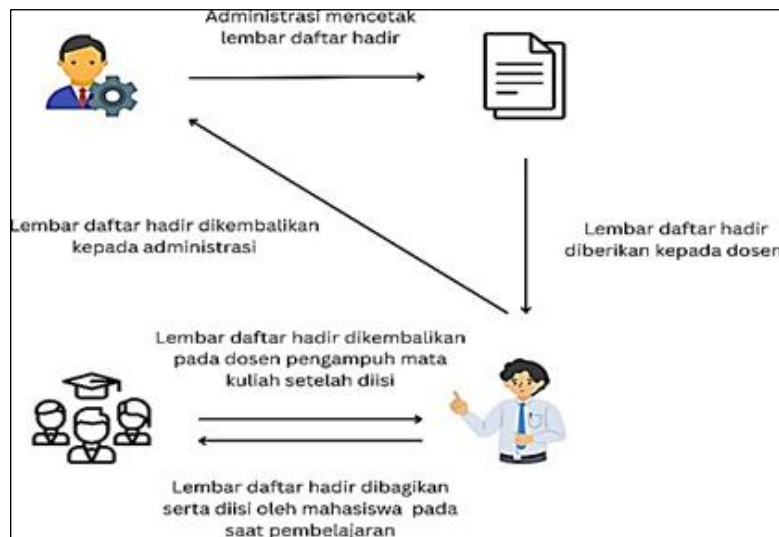 Administrasi mencetak
lembar daftar hadir
Lembar daftar hadir dikembalikan
kepada administrasi
Lembar daftar hadir
diberikan kepada dosen
Lembar daftar hadir dikembalikan
pada dosen pengampuh mata
kuliah setelah diisi
Lembar daftar hadir dibagikan
serta diisi oleh mahasiswa pada
saat pembelajaran